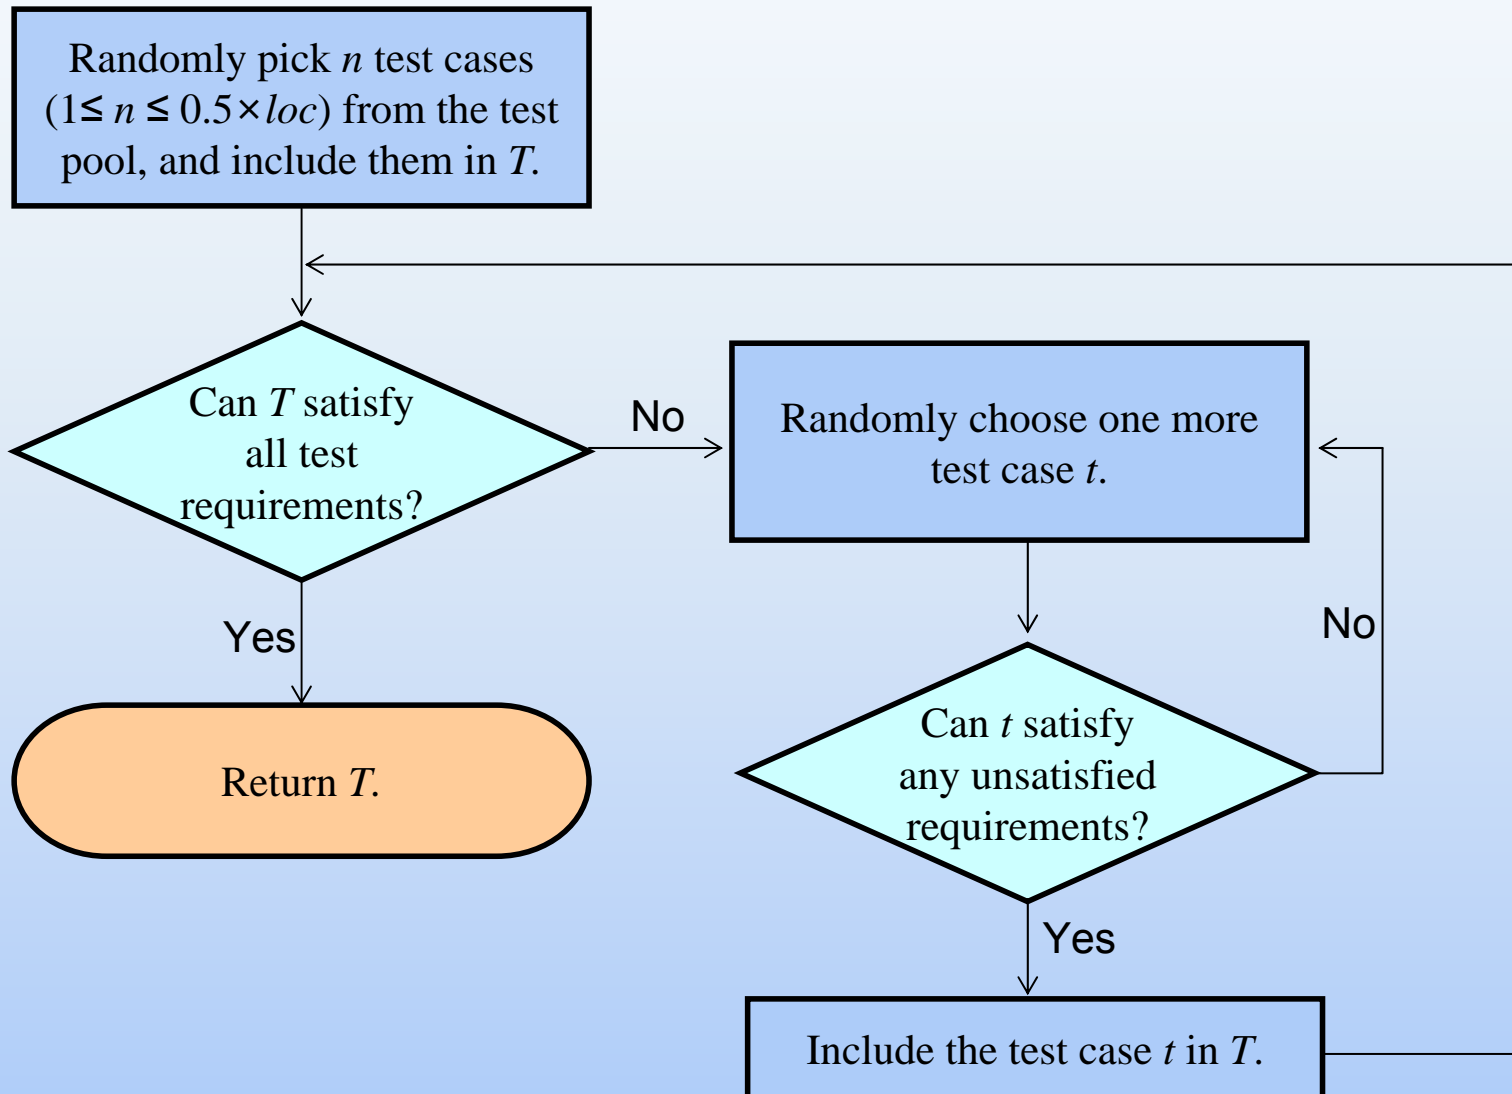 Randomly pick n test cases
(1≤ n ≤ 0.5×loc) from the test
pool, and include them in T.
Can T satisfy
all test
requirements?
No
Randomly choose one more
test case t.
Yes
No
Return T.
Can t satisfy
any unsatisfied
requirements?
Yes
Include the test case t in T.